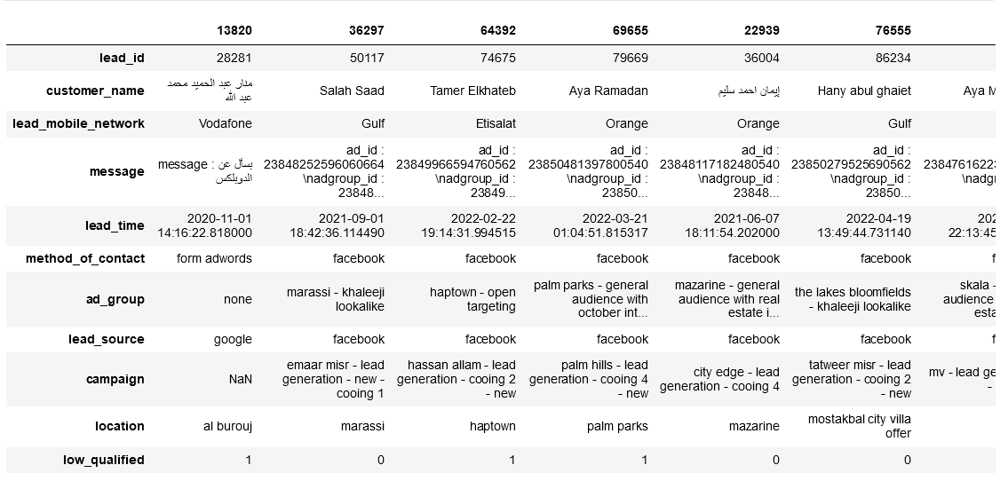 13820 36297 64392 69655 22939 76555
lead_id 28281 50117 74675 79669 36004 86234
customer_name منار عبد الحميد محمد عبد الله Salah Saad Tamer Elkhateb Aya Ramadan إيمان احمد سليم Hany abul ghaiet Aya M
lead_mobile_network Vodafone Gulf Etisalat Orange Orange Gulf
ad_id : ad_id : ad_id : ad_id : ad_id :
message message : يسأل عن 23848252596060664 23849966594760562 23850481397800540 23848117182480540 23850279525690562 2384761622
الدوبلكس \nadgroup_id : \nadgroup_id : \nadgroup_id : \nadgroup_id : \nadgroup_id :
23848... 23849... 23850... 23848... 23850...
lead_time 2020-11-01 2021-09-01 2022-02-22 2022-03-21 2021-06-07 2022-04-19 202
14:16:22.818000 18:42:36.114490 19:14:31.994515 01:04:51.815317 18:11:54.202000 13:49:44.731140 22:13:45
method_of_contact form adwords facebook facebook facebook facebook facebook f
ad_group none marassi - khaleeji lookalike haptown - open targeting palm parks - general audience with october int... mazarine - general audience with real estate i... the lakes bloomfields - khaleeji lookalike skala - audience esta
lead_source google facebook facebook facebook facebook facebook f
campaign NaN emaar misr - lead generation - new - cooing 1 hassan allam - lead generation - cooing 2 - new palm hills - lead generation - cooing 4 - new city edge - lead generation - cooing 4 tatweer misr - lead generation - cooing 2 - new mv - lead ge -
location al burouj marassi haptown palm parks mazarine mostakbal city villa offer
low_qualified 1 0 1 1 0 0